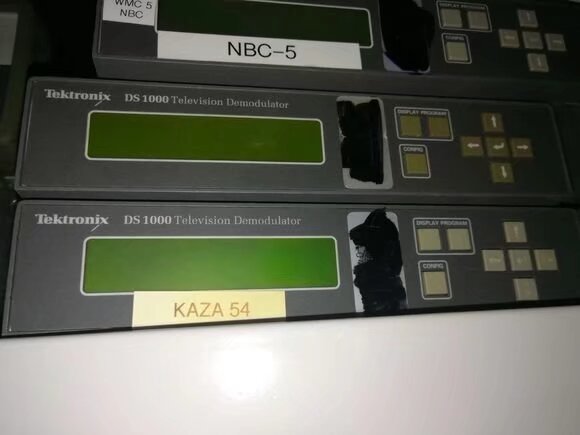 WMC 5
NBC
NBC-5
DISPLAY PROGRAM
CONFIG
Tektronix DS 1000 Television Demodulator
DISPLAY PROGRAM
CONFIG
Tektronix DS 1000 Television Demodulator
DISPLAY PROGRAM
CONFIG
KAZA 54